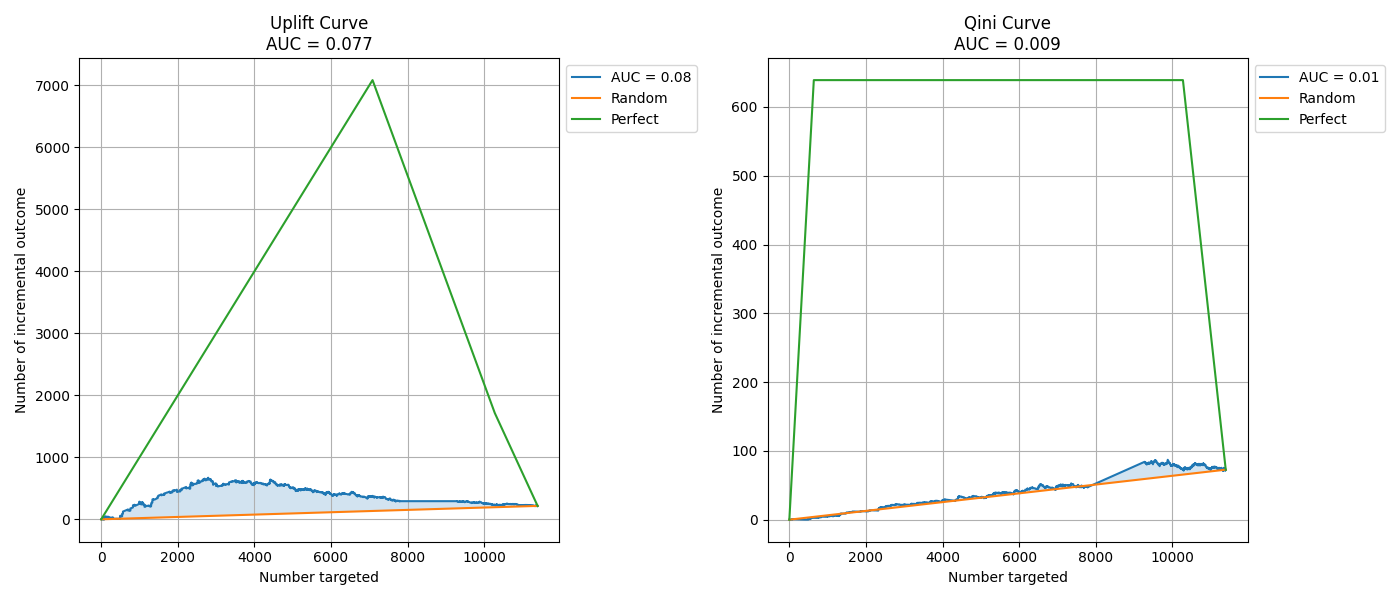 Uplift Curve
AUC = 0.077
Number of incremental outcome
7000
6000
5000
4000
3000
2000
1000
0
0 2000 4000 6000 8000 10000
Number targeted
AUC = 0.08
Random
Perfect
Qini Curve
AUC = 0.009
Number of incremental outcome
600
500
400
300
200
100
0
0 2000 4000 6000 8000 10000
Number targeted
AUC = 0.01
Random
Perfect